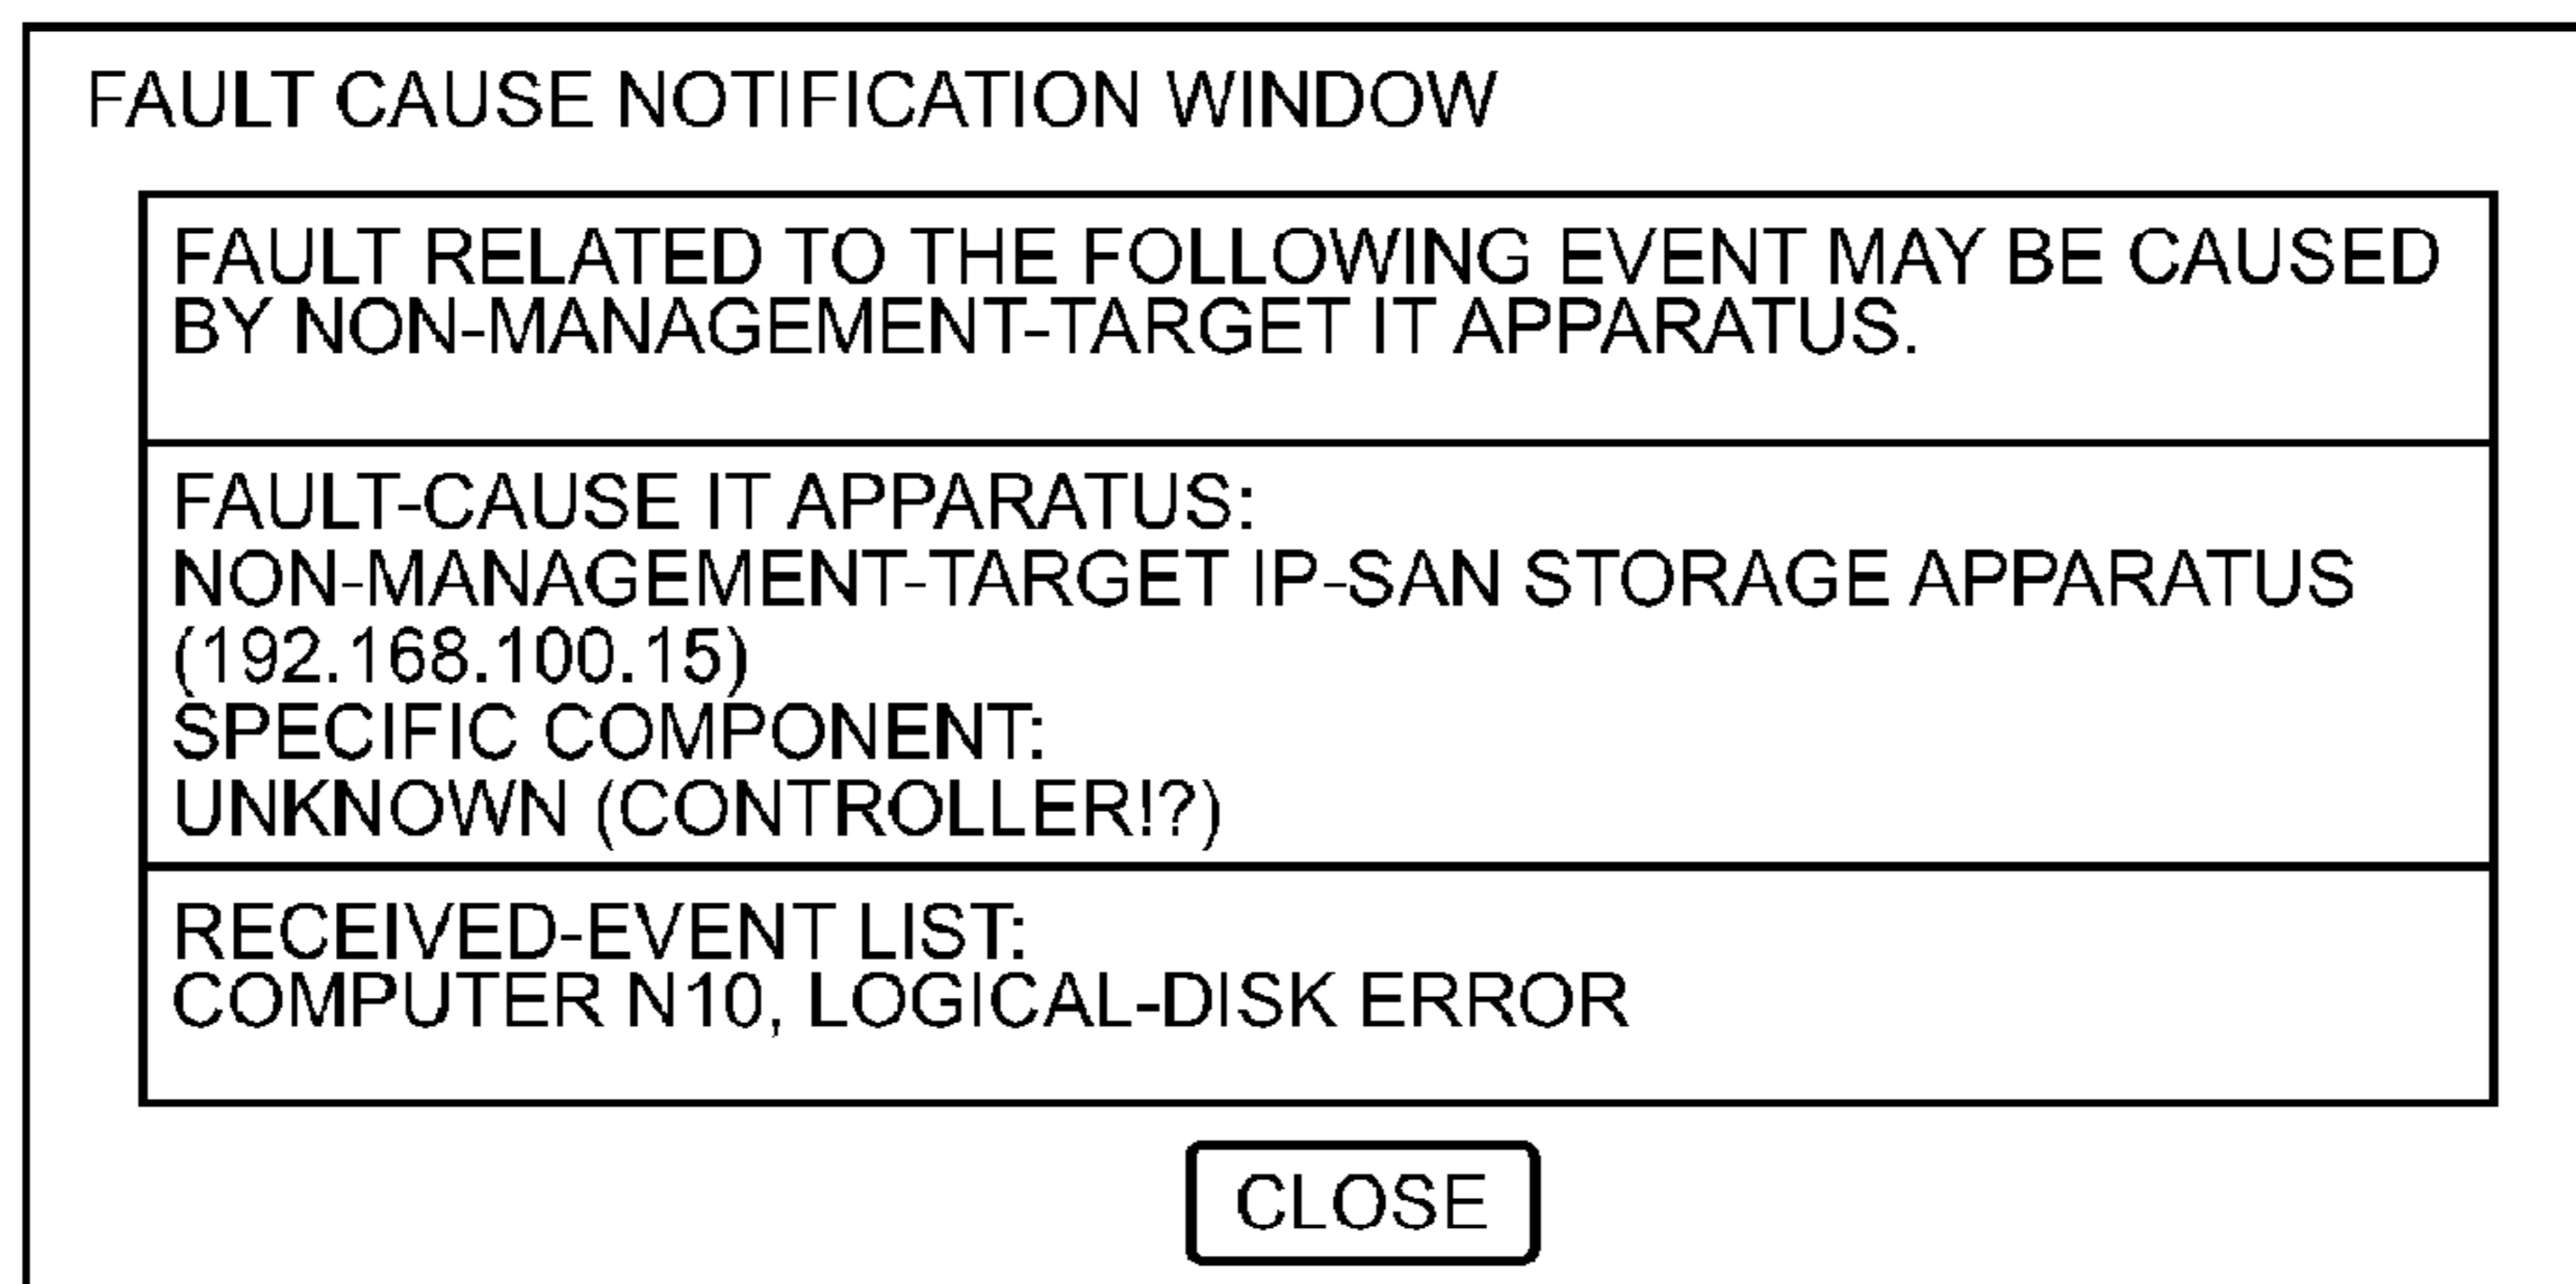 FAULT CAUSE NOTIFICATION WINDOW
FAULT RELATED TO THE FOLLOWING EVENT MAY BE CAUSED
BY NON-MANAGEMENT-TARGET IT APPARATUS.
FAULT-CAUSE IT APPARATUS:
NON-MANAGEMENT-TARGET IP-SAN STORAGE APPARATUS
(192.168.100.15)
SPECIFIC COMPONENT:
UNKNOWN (CONTROLLER!?)
RECEIVED-EVENT LIST:
COMPUTER N10, LOGICAL-DISK ERROR
CLOSE